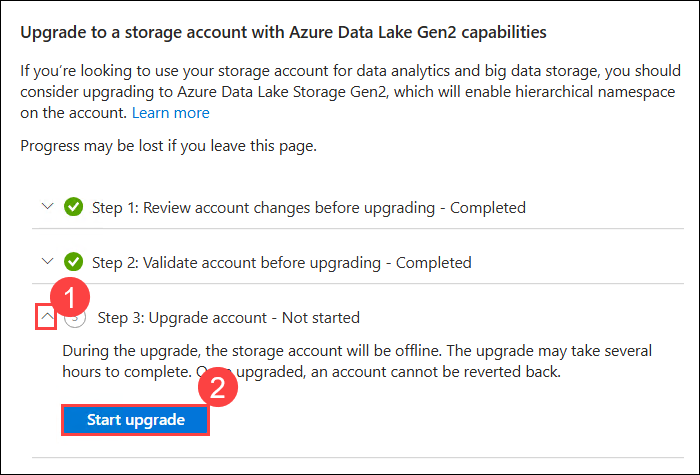 Upgrade to a storage account with Azure Data Lake Gen2 capabilities
If you're looking to use your storage account for data analytics and big data storage, you should
consider upgrading to Azure Data Lake Storage Gen2, which will enable hierarchical namespace
on the account. Learn more
Progress may be lost if you leave this page.
Step 1: Review account changes before upgrading - Completed
Step 2: Validate account before upgrading - Completed
1
Step 3: Upgrade account - Not started
During the upgrade, the storage account will be offline. The upgrade may take several
hours to complete. upgraded, an account cannot be reverted back.
2
Start upgrade